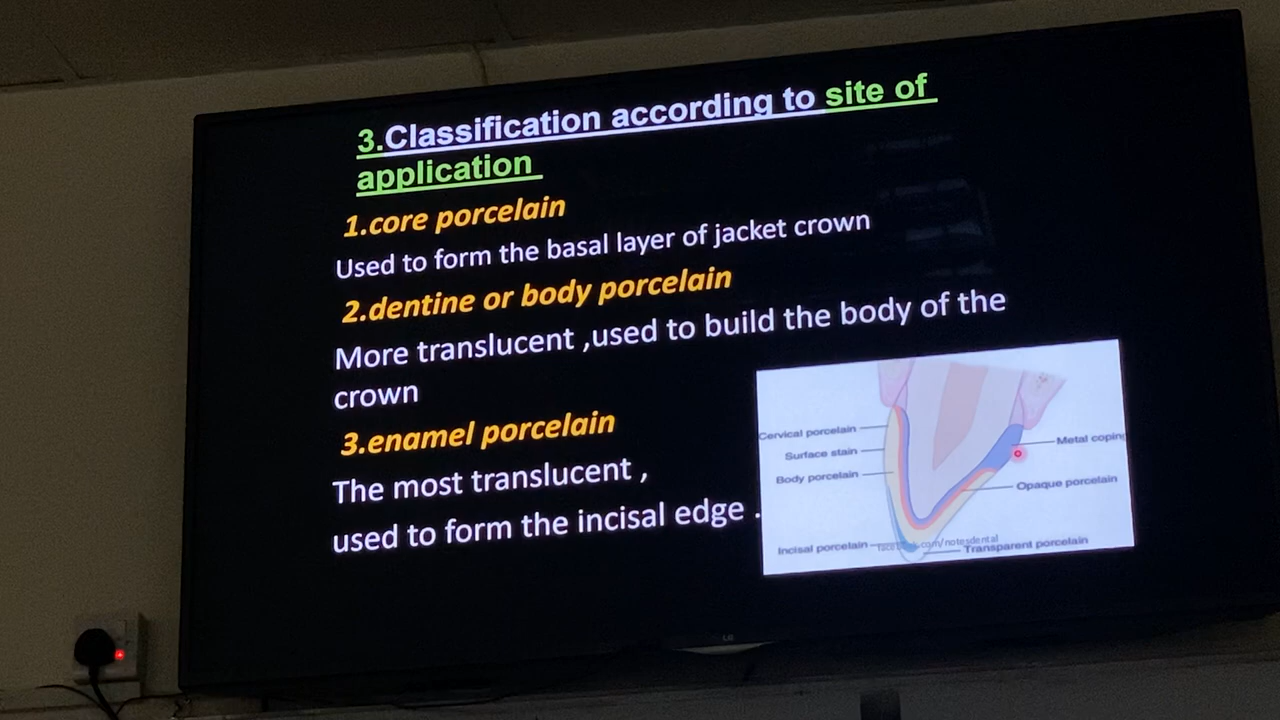 3.Classification according to site of
application
1.core porcelain
Used to form the basal layer of jacket crown
2.dentine or body porcelain
More translucent ,used to build the body of the
crown
3.enamel porcelain
The most translucent ,
used to form the incisal edge .
Cervical porcelain
Surface stain
Body porcelain
Incisal porcelain
Metal coping
Opaque porcelain
Transparent porcelain
com/notesdental
LG